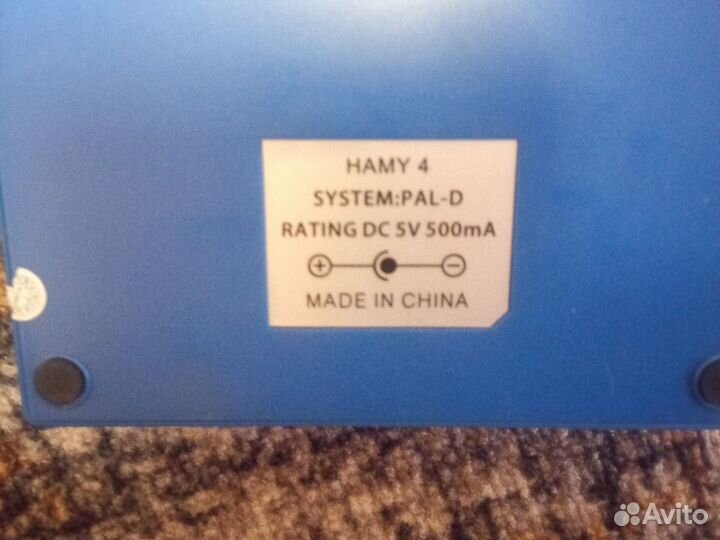 HAMY 4
SYSTEM:PAL-D
RATING DC 5V 500mA
MADE IN CHINA
Avito